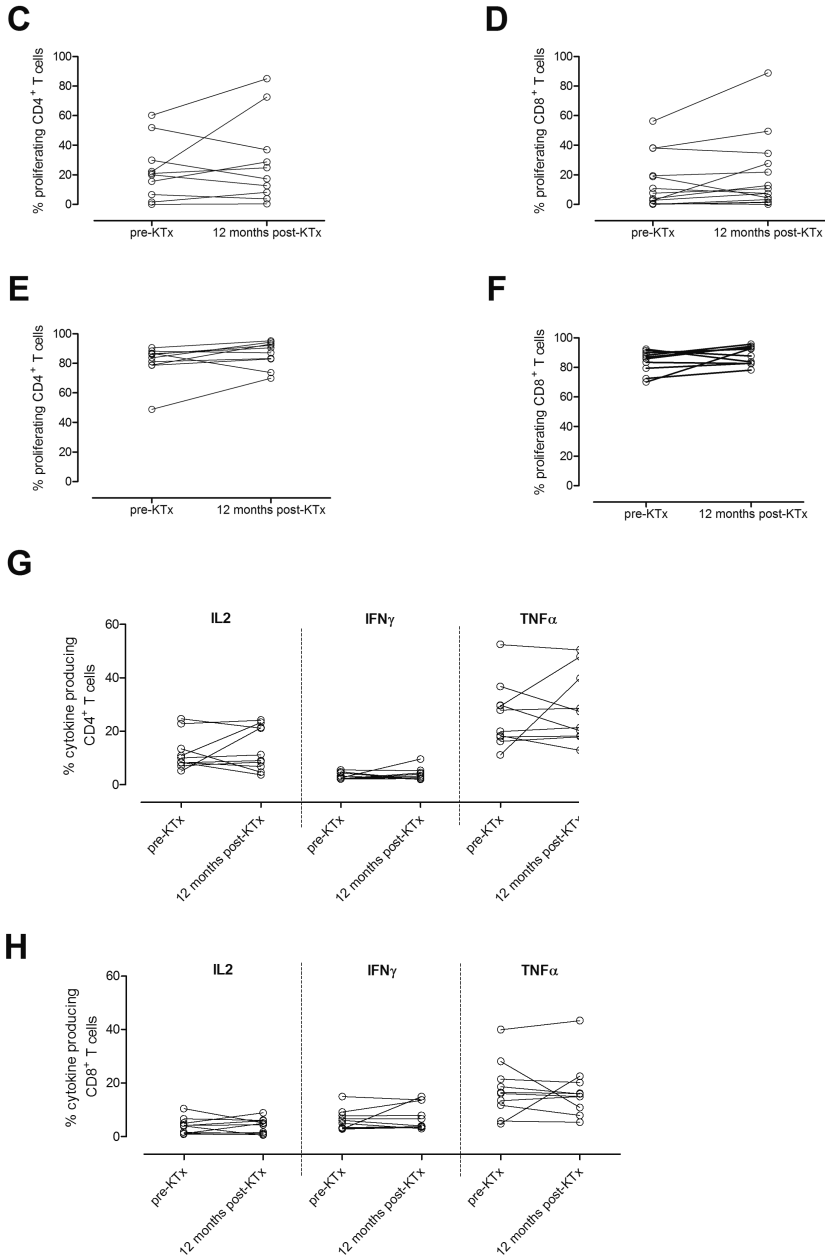 C
D
% proliferating CD4+ T cells
100
80
60
40
20
0
pre-KTx
12 months post-KTx
% proliferating CD8+ T cells
100
80
60
40
20
0
pre-KTx
12 months post-KTx
E
F
% proliferating CD4+ T cells
100
80
60
40
20
0
pre-KTx
12 months post-KTx
% proliferating CD8+ T cells
100
80
60
40
20
0
pre-KTx
12 months post-KTx
G
IL2
IFNγ
TNFα
% cytokine producing
CD4+ T cells
60
40
20
0
pre-KTx
12 months post-KTx
pre-KTx
12 months post-KTx
pre-KTx
12 months post-KT
H
IL2
IFNγ
TNFα
% cytokine producing
CD8+ T cells
60
40
20
0
pre-KTx
12 months post-KTx
pre-KTx
12 months post-KTx
pre-KTx
12 months post-KTx